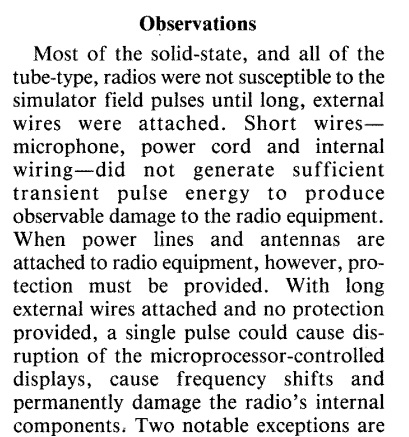 Observations
Most of the solid-state, and all of the
tube-type, radios were not susceptible to the
simulator field pulses until long, external
wires were attached. Short wires—
microphone, power cord and internal
wiring—did not generate sufficient
transient pulse energy to produce
observable damage to the radio equipment.
When power lines and antennas are
attached to radio equipment, however, pro-
tection must be provided. With long
external wires attached and no protection
provided, a single pulse could cause dis-
ruption of the microprocessor-controlled
displays, cause frequency shifts and
permanently damage the radio's internal
components. Two notable exceptions are